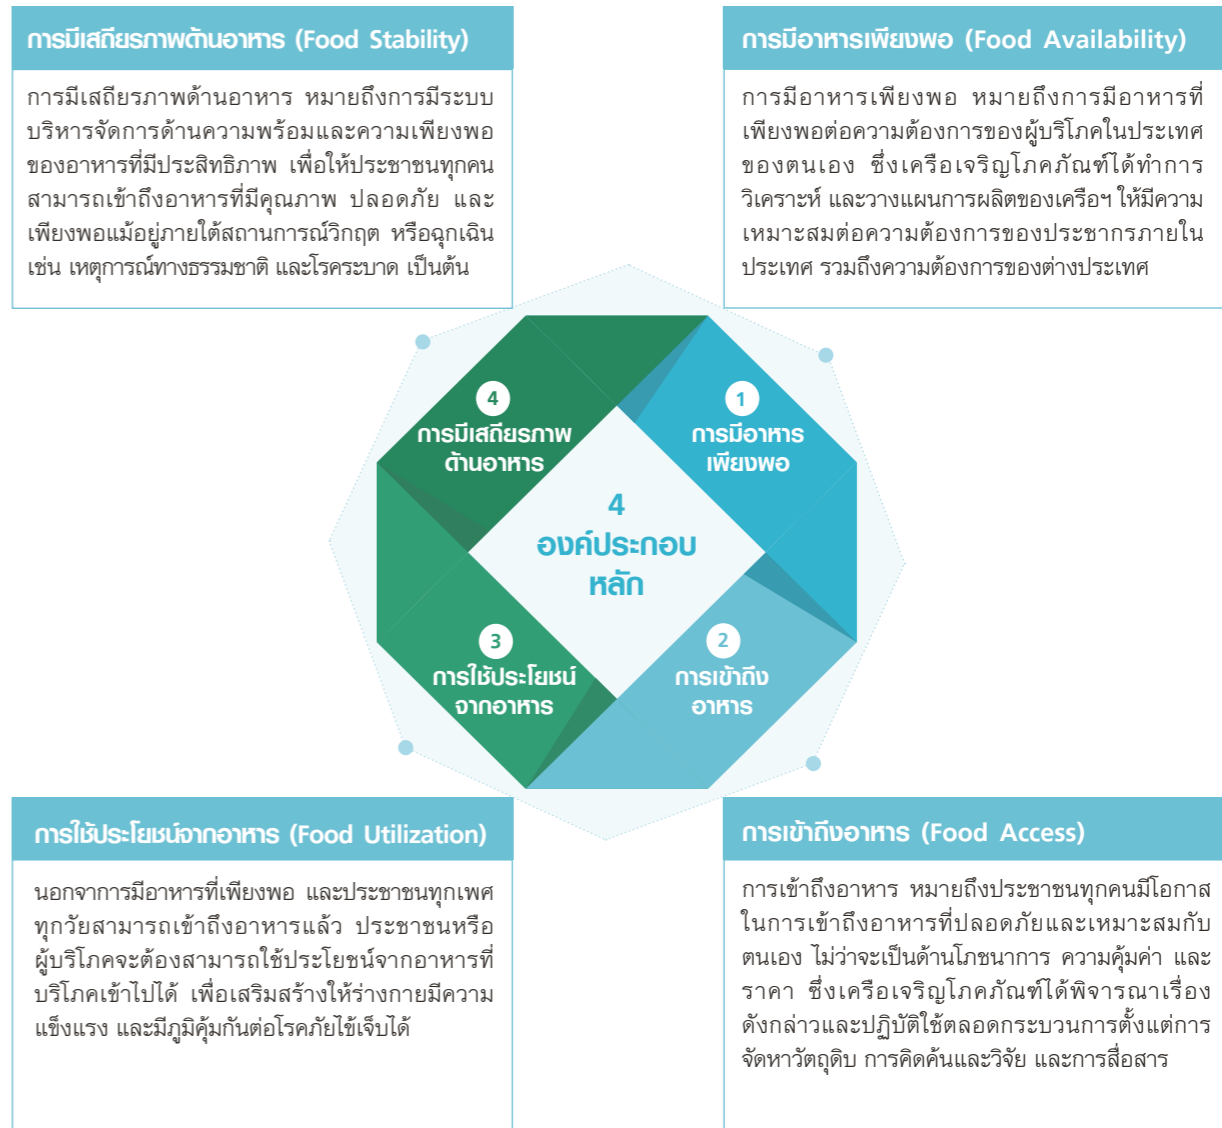 การมีเสถียรภาพด้านอาหาร (Food Stability)
การมีเสถียรภาพด้านอาหาร หมายถึงการมีระบบ
บริหารจัดการด้านความพร้อมและความเพียงพอ
ของอาหารที่มีประสิทธิภาพ เพื่อให้ประชาชนทุกคน
สามารถเข้าถึงอาหารที่มีคุณภาพ ปลอดภัย และ
เพียงพอแม้อยู่ภายใต้สถานการณ์วิกฤต หรือฉุกเฉิน
เช่น เหตุการณ์ทางธรรมชาติ และโรคระบาด เป็นต้น
การมีอาหารเพียงพอ (Food Availability)
การมีอาหารเพียงพอ หมายถึงการมีอาหารที่
เพียงพอต่อความต้องการของผู้บริโภคในประเทศ
ของตนเอง ซึ่งเครือเจริญโภคภัณฑ์ได้ทำการ
วิเคราะห์ และวางแผนการผลิตของเครือฯ ให้มีความ
เหมาะสมต่อความต้องการของประชากรภายใน
ประเทศ รวมถึงความต้องการของต่างประเทศ
4
การมีเสถียรภาพ
ด้านอาหาร
1
การมีอาหาร
เพียงพอ
4
องค์ประกอบ
หลัก
3
การใช้ประโยชน์
จากอาหาร
2
การเข้าถึง
อาหาร
การใช้ประโยชน์จากอาหาร (Food Utilization)
นอกจาการมีอาหารที่เพียงพอ และประชาชนทุกเพศ
ทุกวัยสามารถเข้าถึงอาหารแล้ว ประชาชนหรือ
ผู้บริโภคจะต้องสามารถใช้ประโยชน์จากอาหารที่
บริโภคเข้าไปได้ เพื่อเสริมสร้างให้ร่างกายมีความ
แข็งแรง และมีภูมิคุ้มกันต่อโรคภัยไข้เจ็บได้
การเข้าถึงอาหาร (Food Access)
การเข้าถึงอาหาร หมายถึงประชาชนทุกคนมีโอกาส
ในการเข้าถึงอาหารที่ปลอดภัยและเหมาะสมกับ
ตนเอง ไม่ว่าจะเป็นด้านโภชนาการ ความคุ้มค่า และ
ราคา ซึ่งเครือเจริญโภคภัณฑ์ได้พิจารณาเรื่อง
ดังกล่าวและปฏิบัติใช้ตลอดกระบวนการตั้งแต่การ
จัดหาวัตถุดิบ การคิดค้นและวิจัย และการสื่อสาร